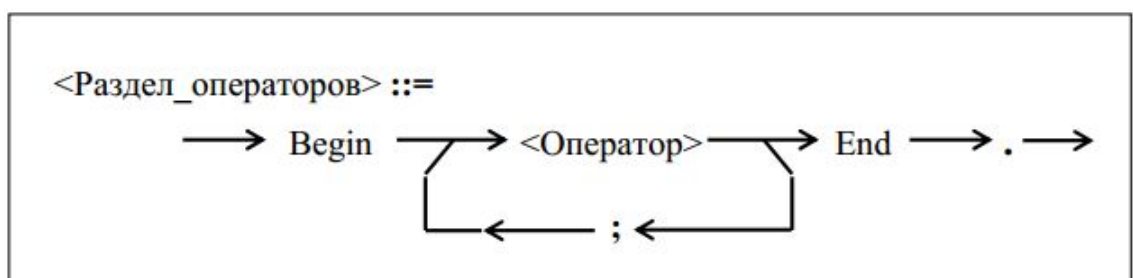 <Раздел_операторов> ::=
Begin <Оператор> End .
;